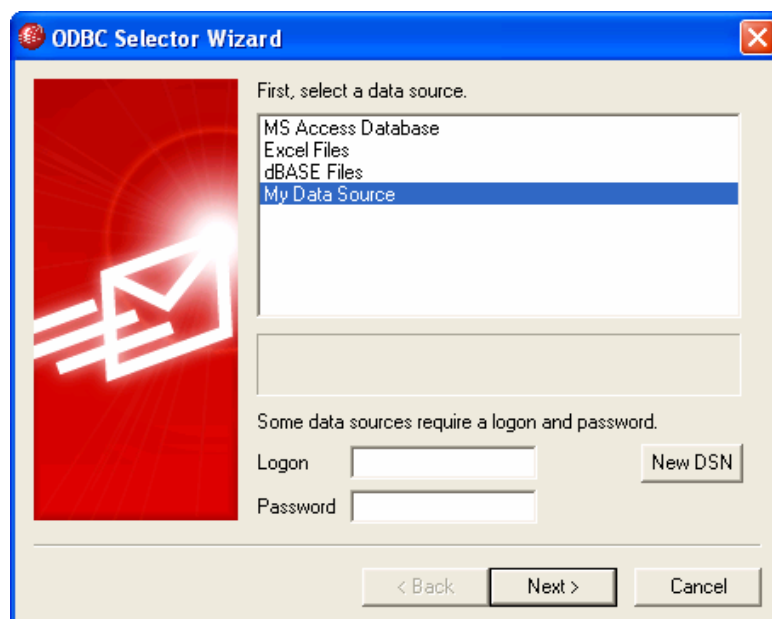 ODBC Selector Wizard
First, select a data source.
MS Access Database
Excel Files
dBASE Files
My Data Source
Some data sources require a logon and password.
Logon
New DSN
Password
< Back
Next >
Cancel